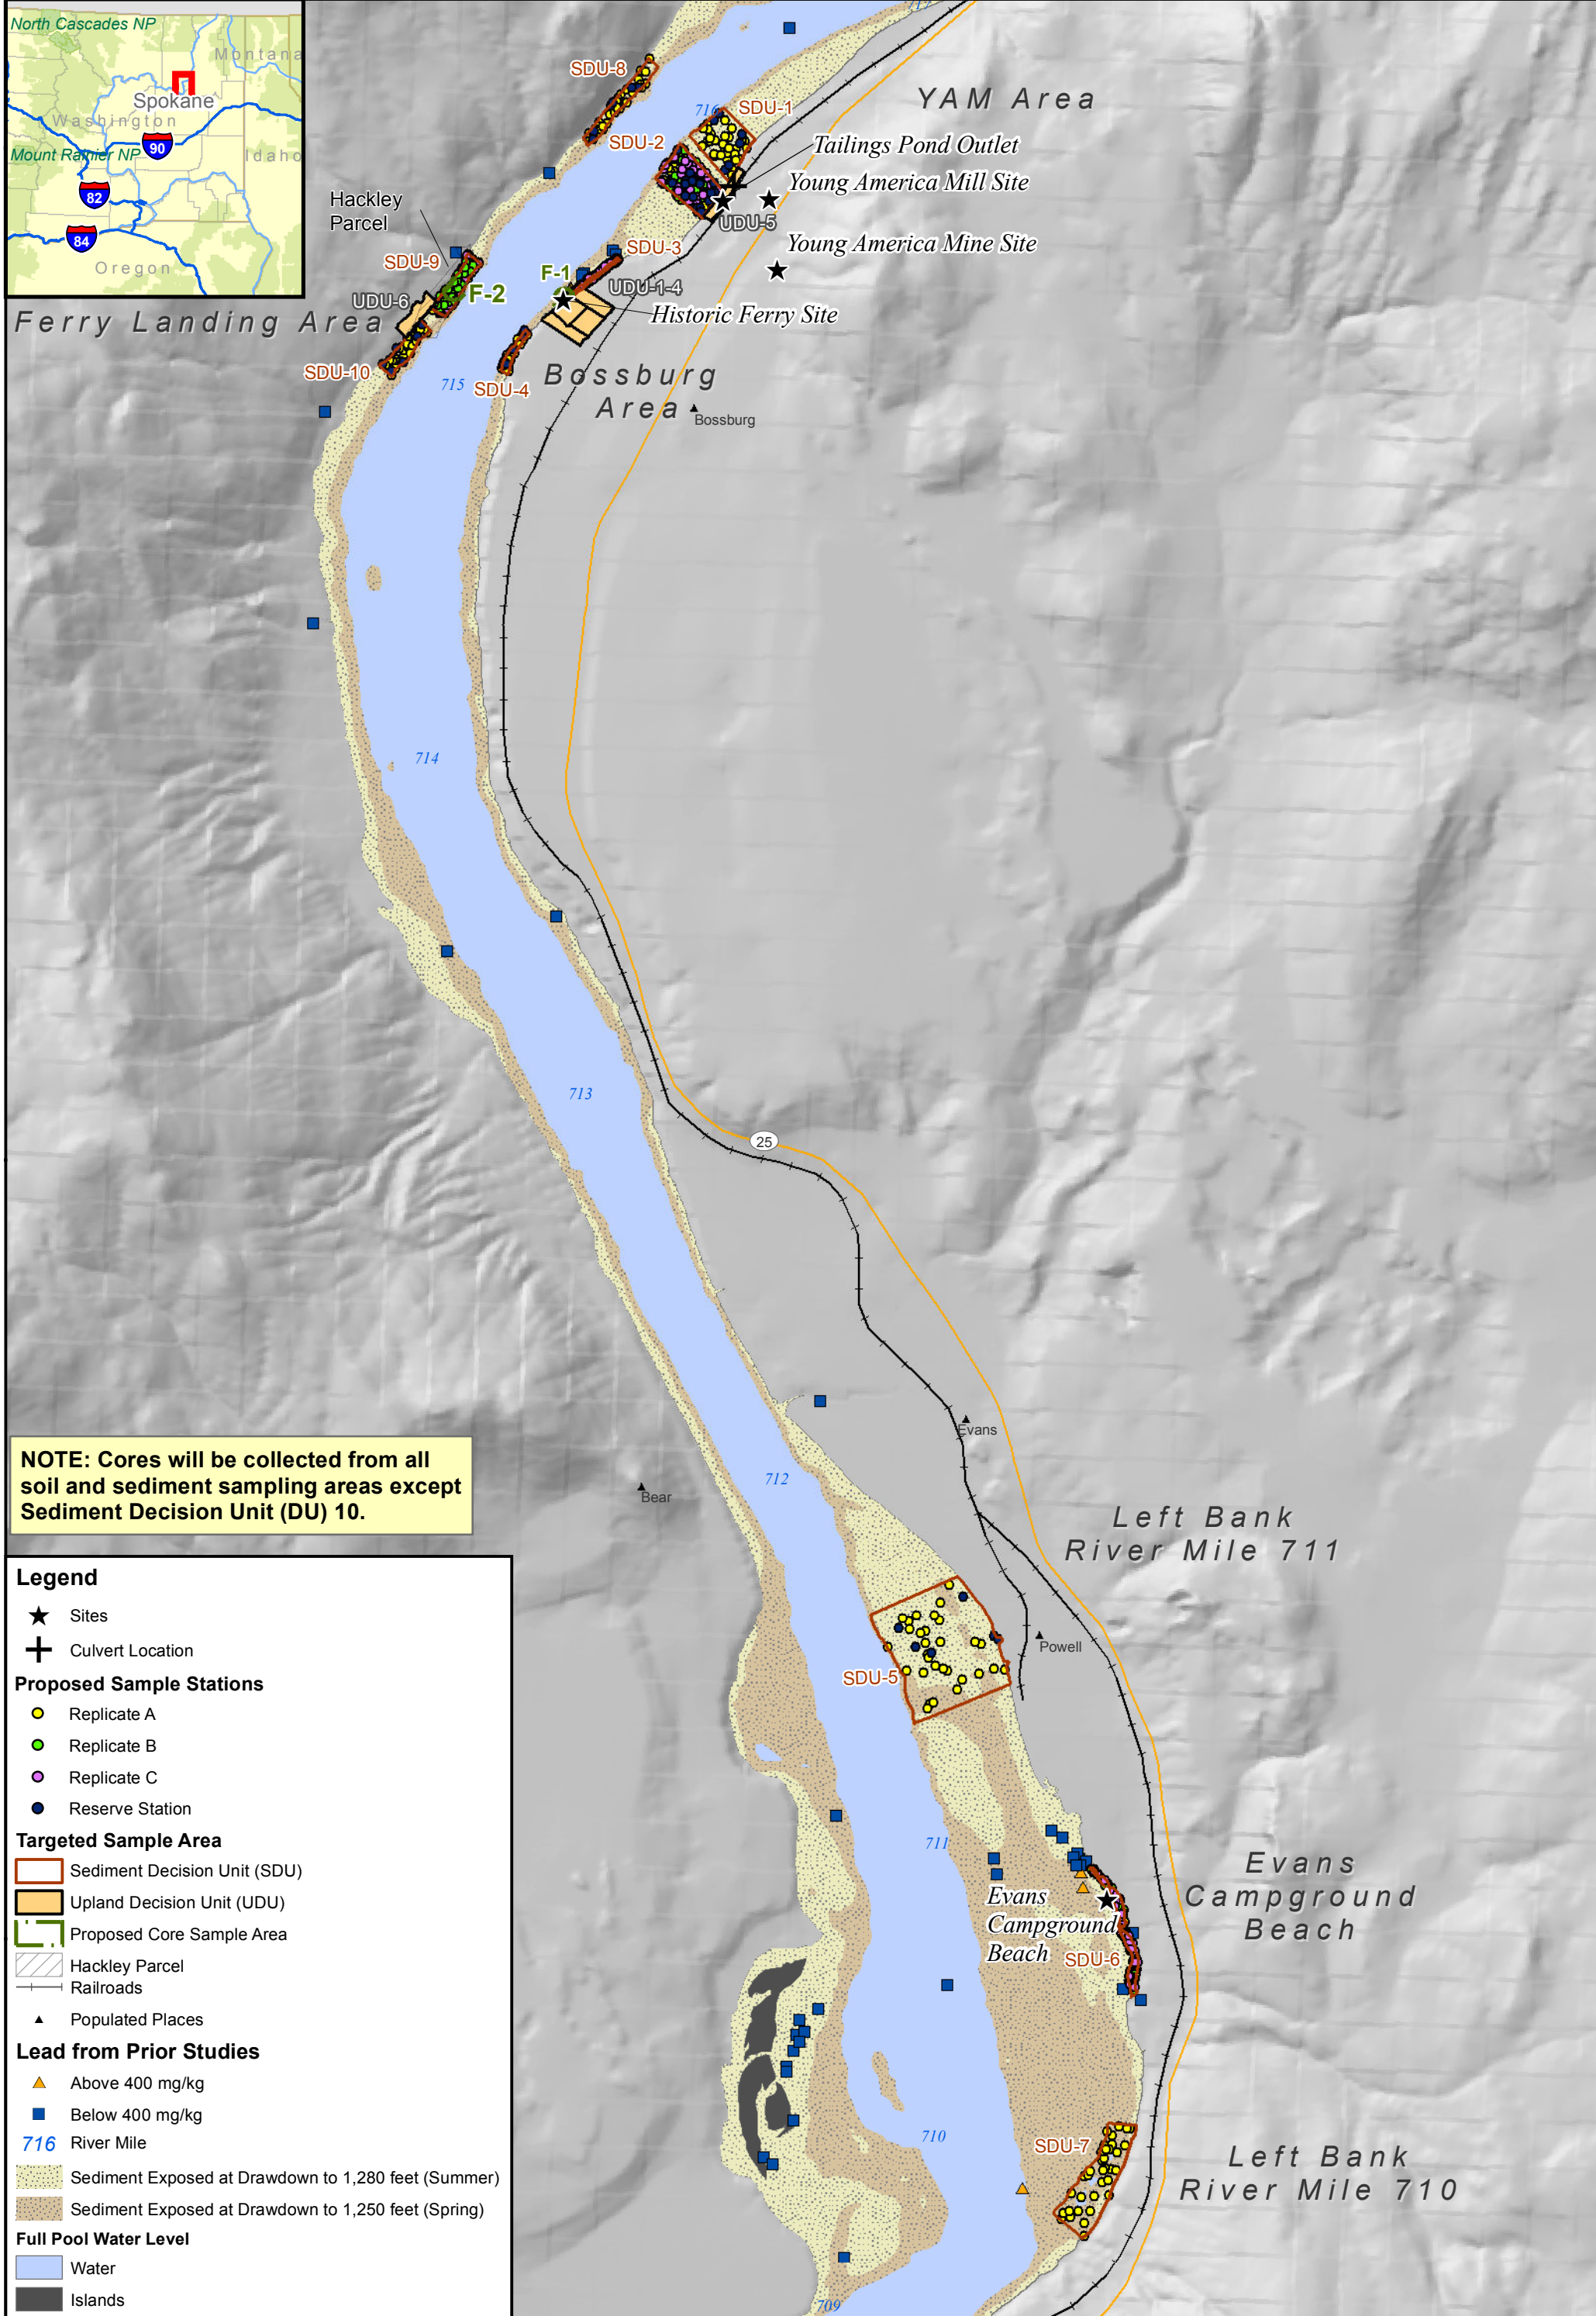 North Cascades NP
Montana
Spokane
Washington
90
Mount Rainier NP
Idaho
82
84
Oregon
717
SDU-8
YAM Area
716
SDU-1
SDU-2
Tailings Pond Outlet
Young America Mill Site
Hackley
Parcel
UDU-5
Young America Mine Site
SDU-3
SDU-9
F-1
UDU-1-4
F-2
UDU-6
Historic Ferry Site
Ferry Landing Area
SDU-10
715
SDU-4
Bossburg
Area
Bossburg
714
713
25
Evans
NOTE: Cores will be collected from all
soil and sediment sampling areas except
Sediment Decision Unit (DU) 10.
712
Bear
Left Bank
River Mile 711
Powell
SDU-5
711
Evans
Campground
Beach
Evans
Campground
Beach
SDU-6
710
SDU-7
Left Bank
River Mile 710
709
Legend
Sites
Culvert Location
Proposed Sample Stations
Replicate A
Replicate B
Replicate C
Reserve Station
Targeted Sample Area
Sediment Decision Unit (SDU)
Upland Decision Unit (UDU)
Proposed Core Sample Area
Hackley Parcel
Railroads
Populated Places
Lead from Prior Studies
Above 400 mg/kg
Below 400 mg/kg
716 River Mile
Sediment Exposed at Drawdown to 1,280 feet (Summer)
Sediment Exposed at Drawdown to 1,250 feet (Spring)
Full Pool Water Level
Water
Islands